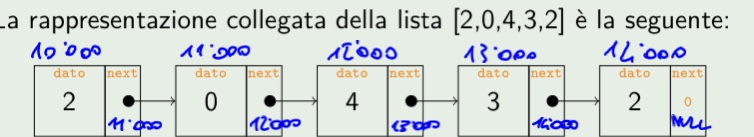 La rappresentazione collegata della lista [2,0,4,3,2] è la seguente:
10'000 11'000 12'000 13'000 14'000
dato next dato next dato next dato next dato next
2 0 4 3 2 0
11'000 12'000 13'000 14'000 NULL